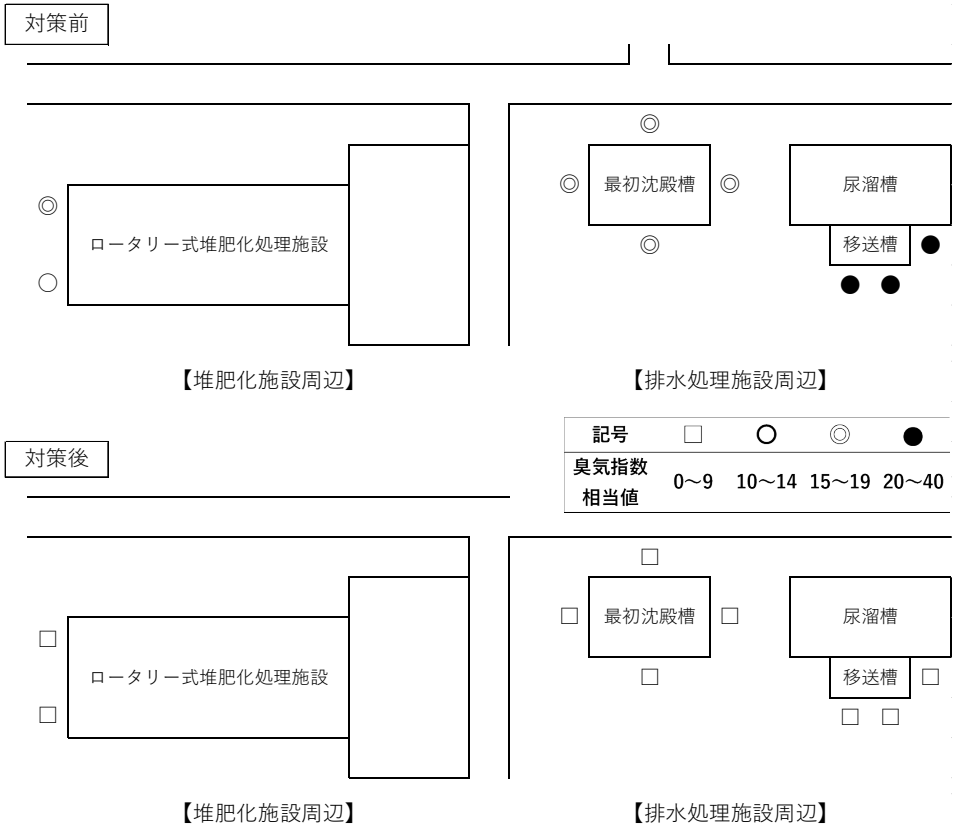 対策前
◎
◎ 最初沈殿槽 ◎ 尿溜槽
◎
ロータリー式堆肥化処理施設 ◎ 移送槽 ●
○ ● ●
【堆肥化施設周辺】 【排水処理施設周辺】
記号 □ ○ ◎ ●
臭気指数相当値 0～9 10～14 15～19 20～40
対策後
□
□ 最初沈殿槽 □ 尿溜槽
□
ロータリー式堆肥化処理施設 □ 移送槽 □
□ □ □
【堆肥化施設周辺】 【排水処理施設周辺】